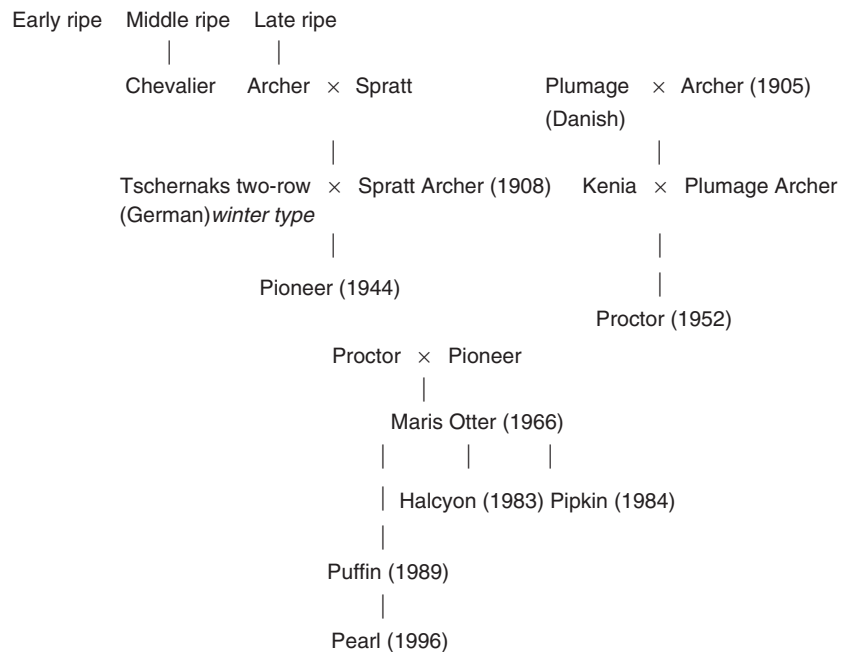 Early ripe Middle ripe Late ripe
Chevalier Archer × Spratt Plumage × Archer (1905)
(Danish)
Tschernaks two-row × Spratt Archer (1908) Kenia × Plumage Archer
(German)winter type
Pioneer (1944)
Proctor (1952)
Proctor × Pioneer
Maris Otter (1966)
Halcyon (1983) Pipkin (1984)
Puffin (1989)
Pearl (1996)